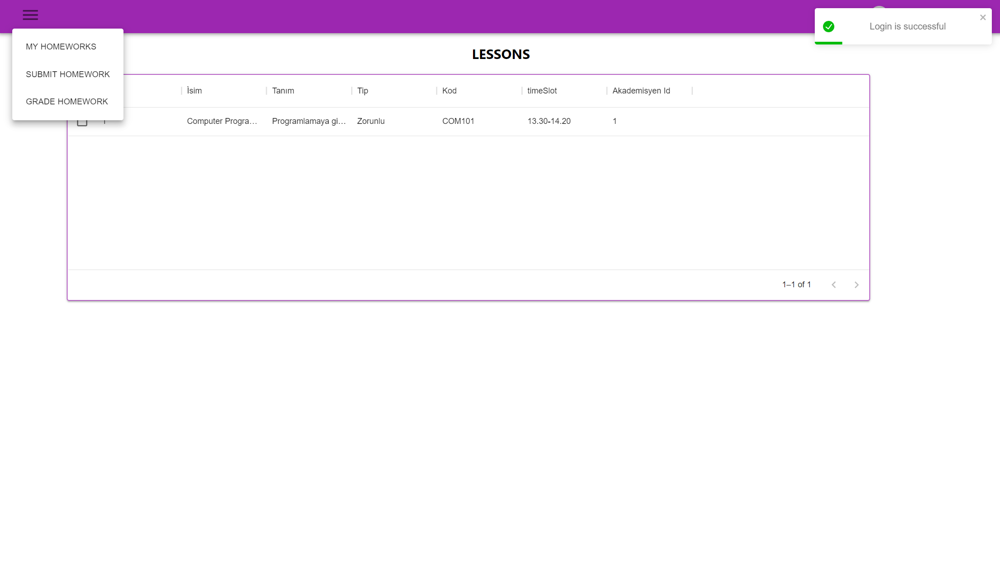 Login is successful
MY HOMEWORKS
SUBMIT HOMEWORK
GRADE HOMEWORK
LESSONS
İsim Tanım Tip Kod timeSlot Akademisyen Id
Computer Progra… Programlamaya gi… Zorunlu COM101 13.30-14.20 1
1–1 of 1